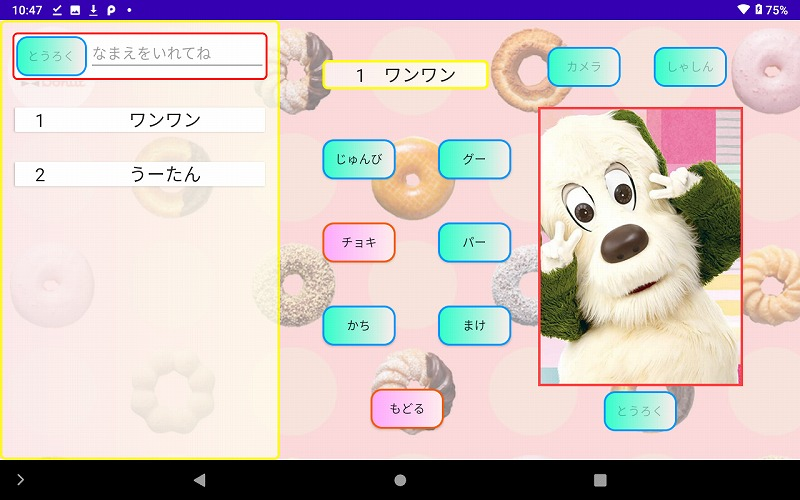 10:47
75%
とうろく なまえをいれてね
1 ワンワン
2 うーたん
1 ワンワン
カメラ しゃしん
じゅんび グー
チョキ パー
かち まけ
もどる
とうろく